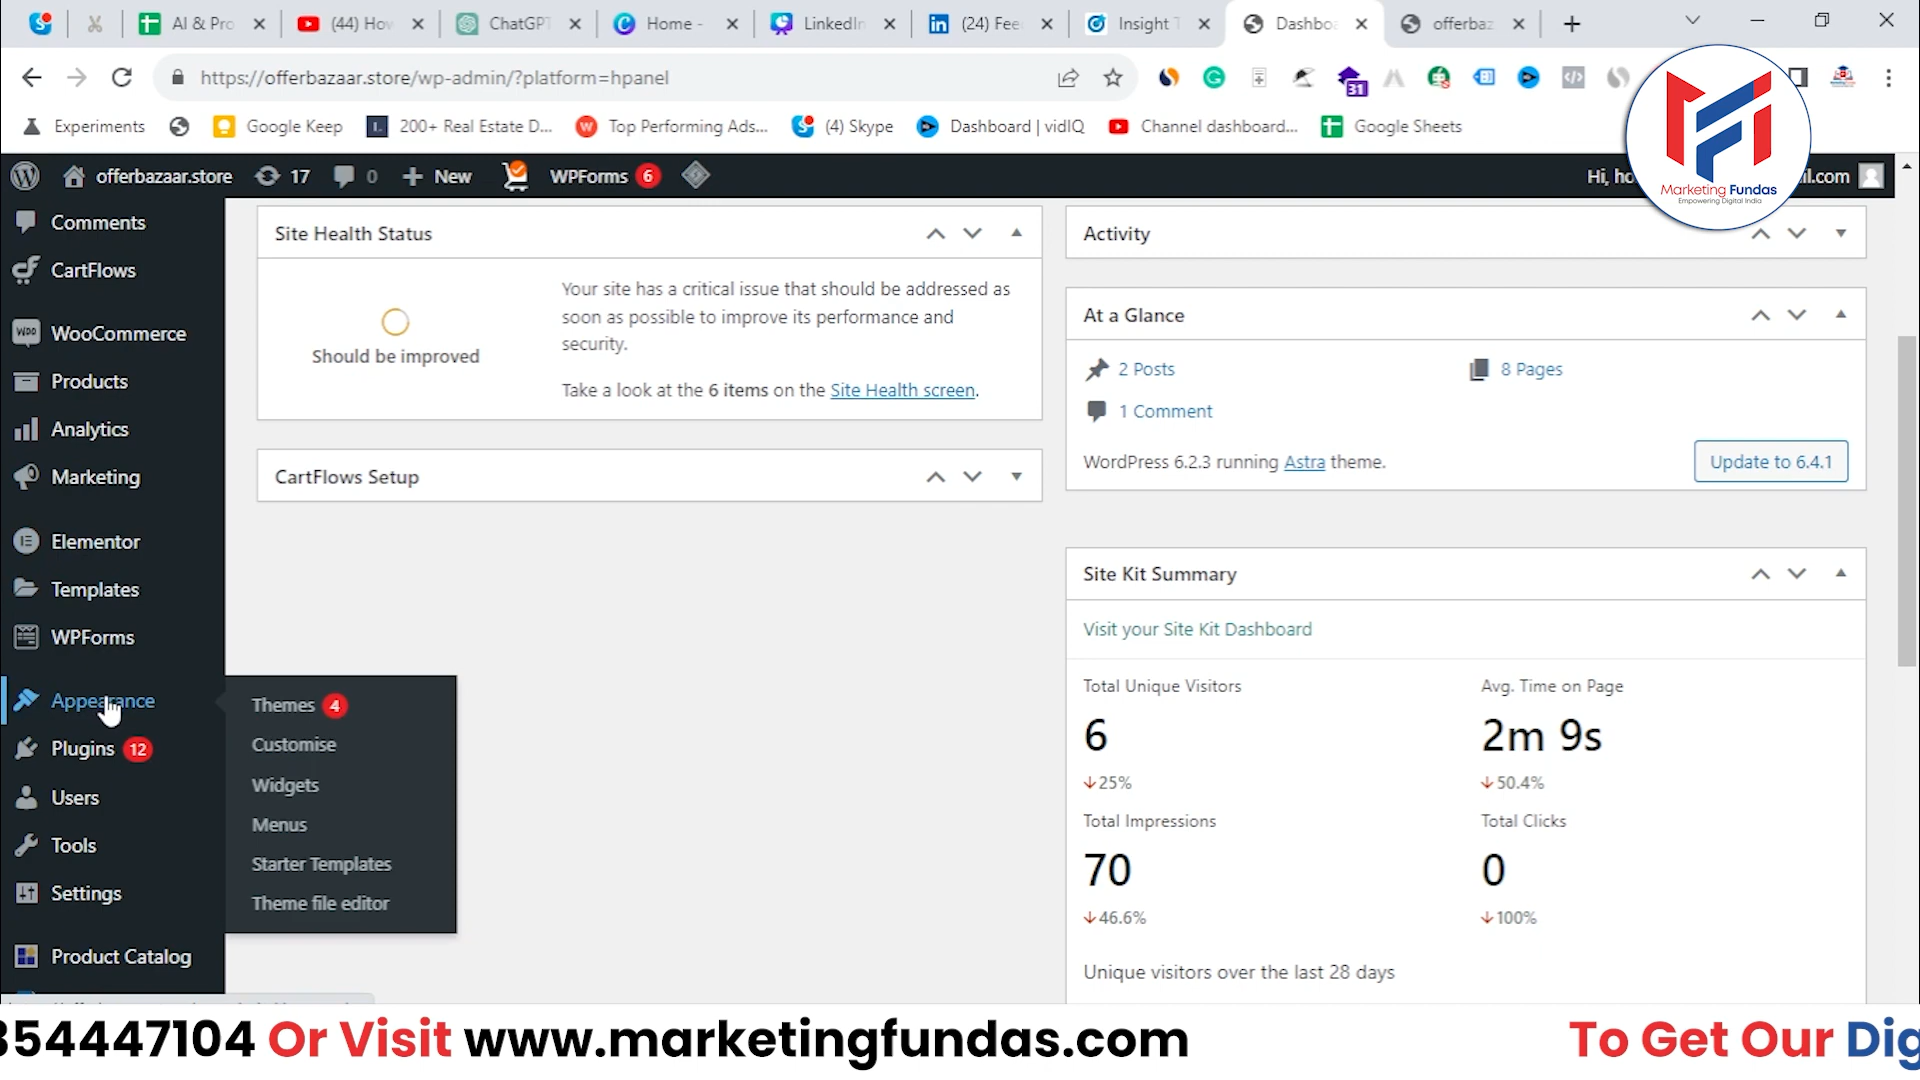 AI & Pro
(44) How
ChatGPT
Home -
LinkedIn
(24) Fee
Insight T
Dashboa
offerbaz
https://offerbazaar.store/wp-admin/?platform=hpanel
31
Experiments
Google Keep
200+ Real Estate D...
Top Performing Ads...
(4) Skype
Dashboard | vidIQ
Channel dashboard...
Google Sheets
Marketing Fundas
Empowering Digital India
offerbazaar.store
17
0
New
WPForms 6
Hi, ho
il.com
Comments
CartFlows
WooCommerce
Products
Analytics
Marketing
Elementor
Templates
WPForms
Appearance
Plugins 12
Users
Tools
Settings
Product Catalog
Themes 4
Customise
Widgets
Menus
Starter Templates
Theme file editor
Site Health Status
Should be improved
Your site has a critical issue that should be addressed as
soon as possible to improve its performance and
security.
Take a look at the 6 items on the Site Health screen.
CartFlows Setup
Activity
At a Glance
2 Posts
8 Pages
1 Comment
WordPress 6.2.3 running Astra theme.
Update to 6.4.1
Site Kit Summary
Visit your Site Kit Dashboard
Total Unique Visitors
Avg. Time on Page
6
2m 9s
25%
50.4%
Total Impressions
Total Clicks
70
0
46.6%
100%
Unique visitors over the last 28 days
354447104 Or Visit www.marketingfundas.com
To Get Our Dig